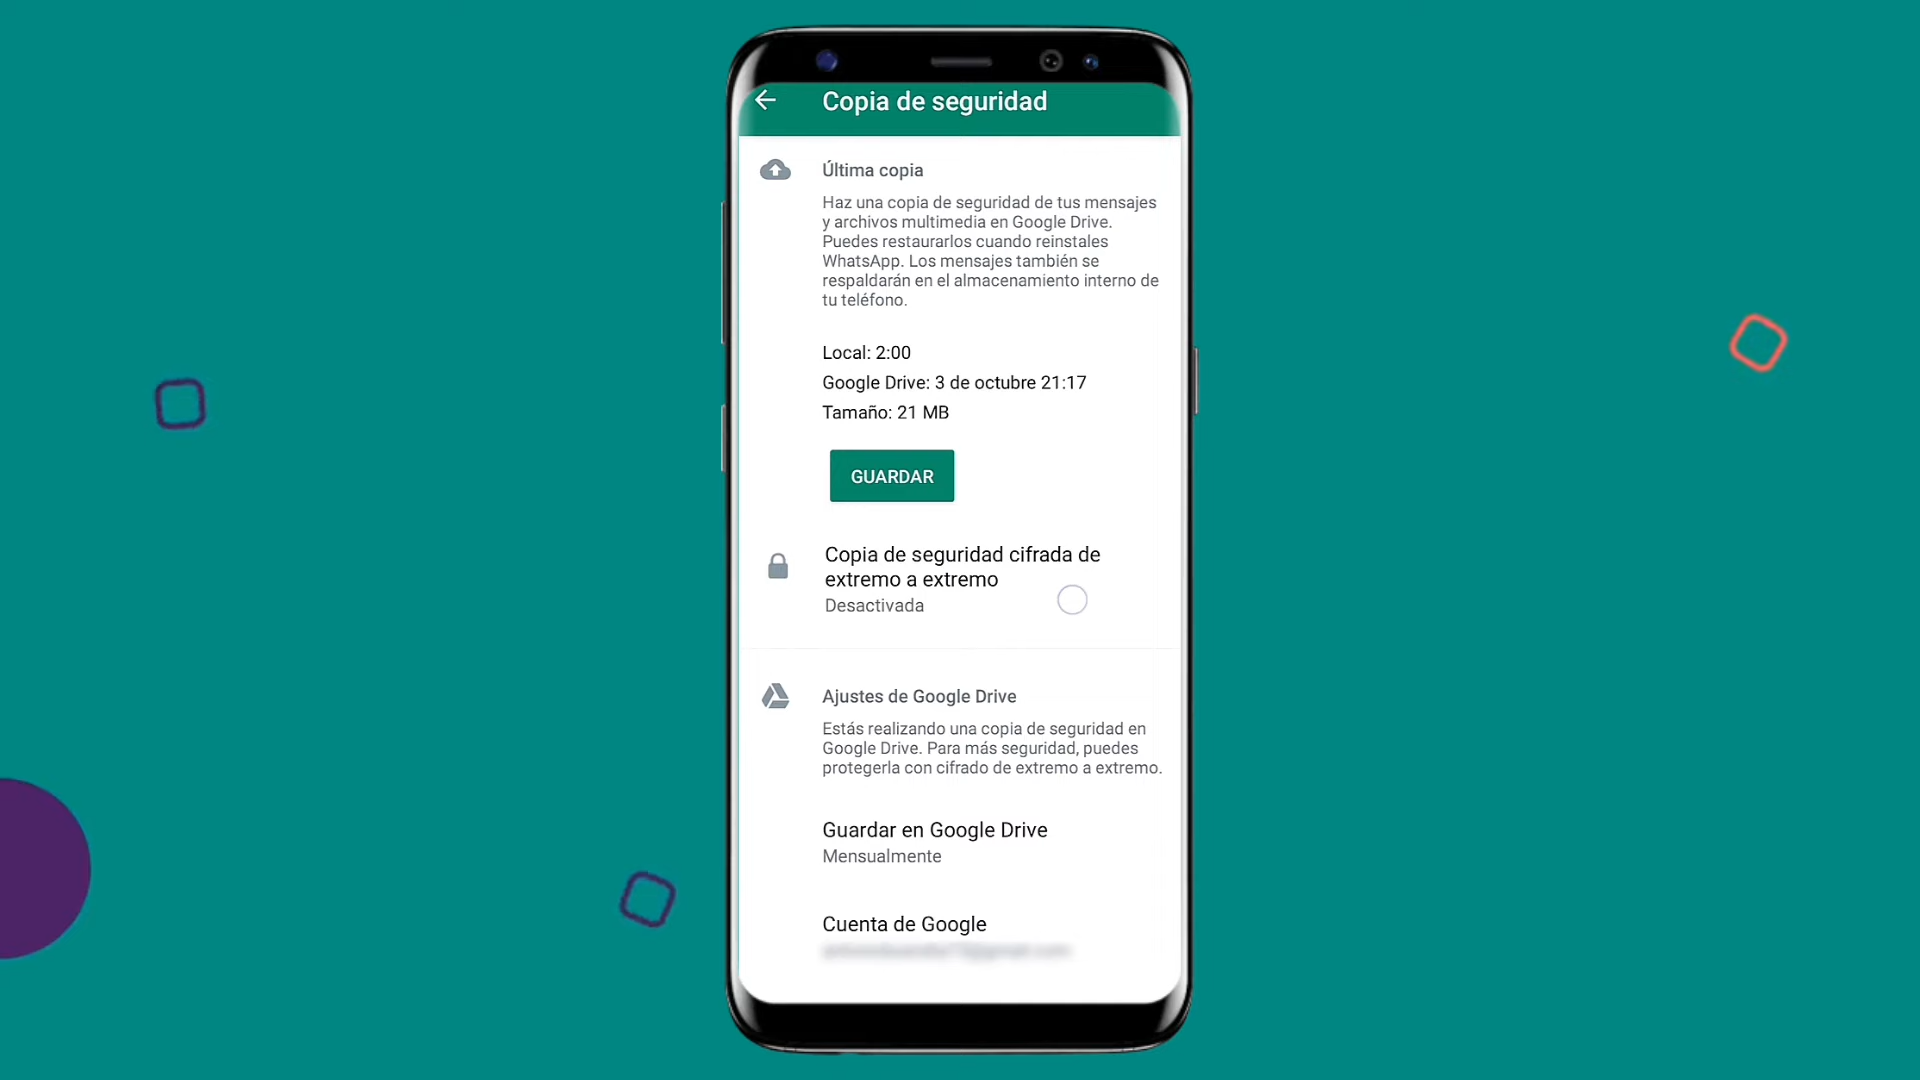 Copia de seguridad
Última copia
Haz una copia de seguridad de tus mensajes
y archivos multimedia en Google Drive.
Puedes restaurarlos cuando reinstales
WhatsApp. Los mensajes también se
respaldarán en el almacenamiento interno de
tu teléfono.
Local: 2:00
Google Drive: 3 de octubre 21:17
Tamaño: 21 MB
GUARDAR
Copia de seguridad cifrada de
extremo a extremo
Desactivada
Ajustes de Google Drive
Estás realizando una copia de seguridad en
Google Drive. Para más seguridad, puedes
protegerla con cifrado de extremo a extremo.
Guardar en Google Drive
Mensualmente
Cuenta de Google